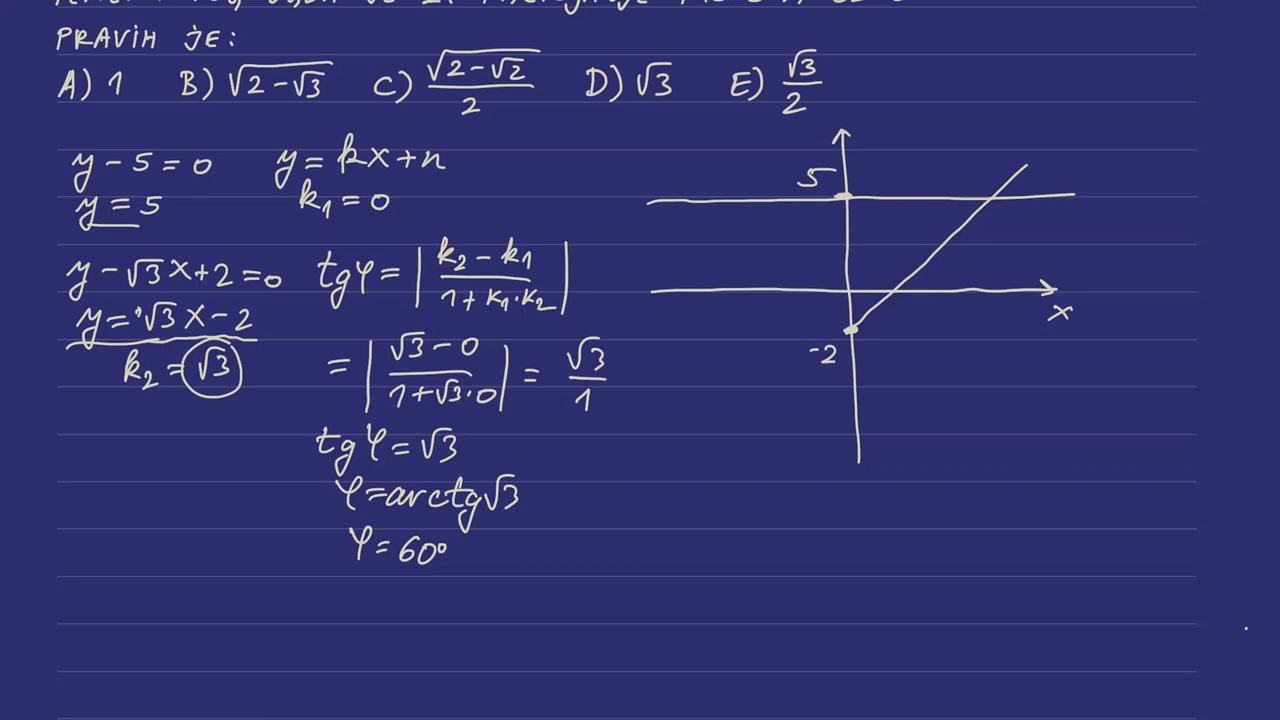 PRAVIH JE:
A) 1 B) √(2-√3) C) √(2-√2)/2 D) √3 E) √3/2
y - 5 = 0 y = kx + n
y = 5 k₁ = 0
y - √3x + 2 = 0 tgφ = |(k₂ - k₁)/(1 + k₁·k₂)|
y = √3x - 2
k₂ = √3 = |(√3 - 0)/(1 + √3·0)| = √3/1
tgφ = √3
φ = arctg√3
φ = 60°
5
x
-2